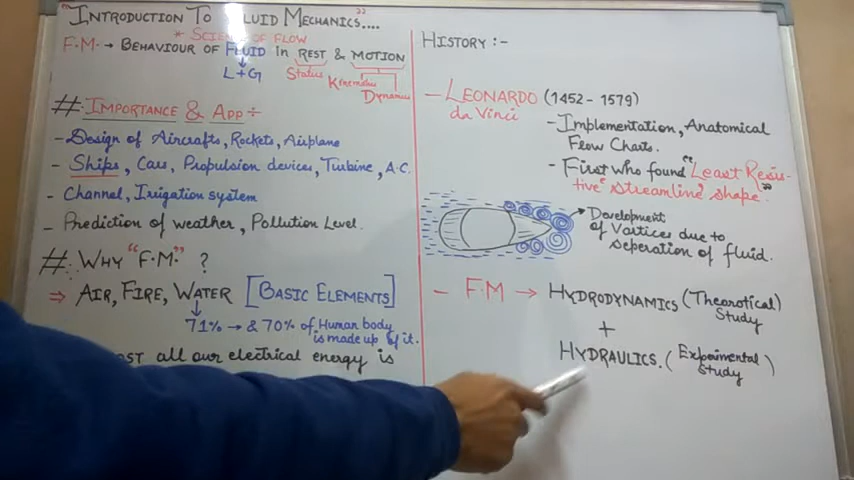 "INTRODUCTION TO FLUID MECHANICS"....
* SCIENCE OF FLOW
F.M. → BEHAVIOUR OF FLUID in REST & MOTION
L + G
Statics
Kinematics
Dynamics
# IMPORTANCE & APP ÷
- Design of Aircrafts, Rockets, Airplane
- Ships, Cars, Propulsion devices, Turbine, A.C.
- Channel, Irrigation system
- Prediction of weather, Pollution Level.
# WHY "F.M." ?
⇒ AIR, FIRE, WATER [BASIC ELEMENTS]
71% → & 70% of Human body
is made up of it.
all our electrical energy is
HISTORY :-
- LEONARDO (1452 - 1579)
da Vinci
- Implementation, Anatomical
Flow Charts.
- First who found "Least Resis-
tive" streamline" shape.
Development
of Vortices due to
seperation of fluid.
- F.M → HYDRODYNAMICS (Theorotical)
Study
+
HYDRAULICS. (Experimental
Study)